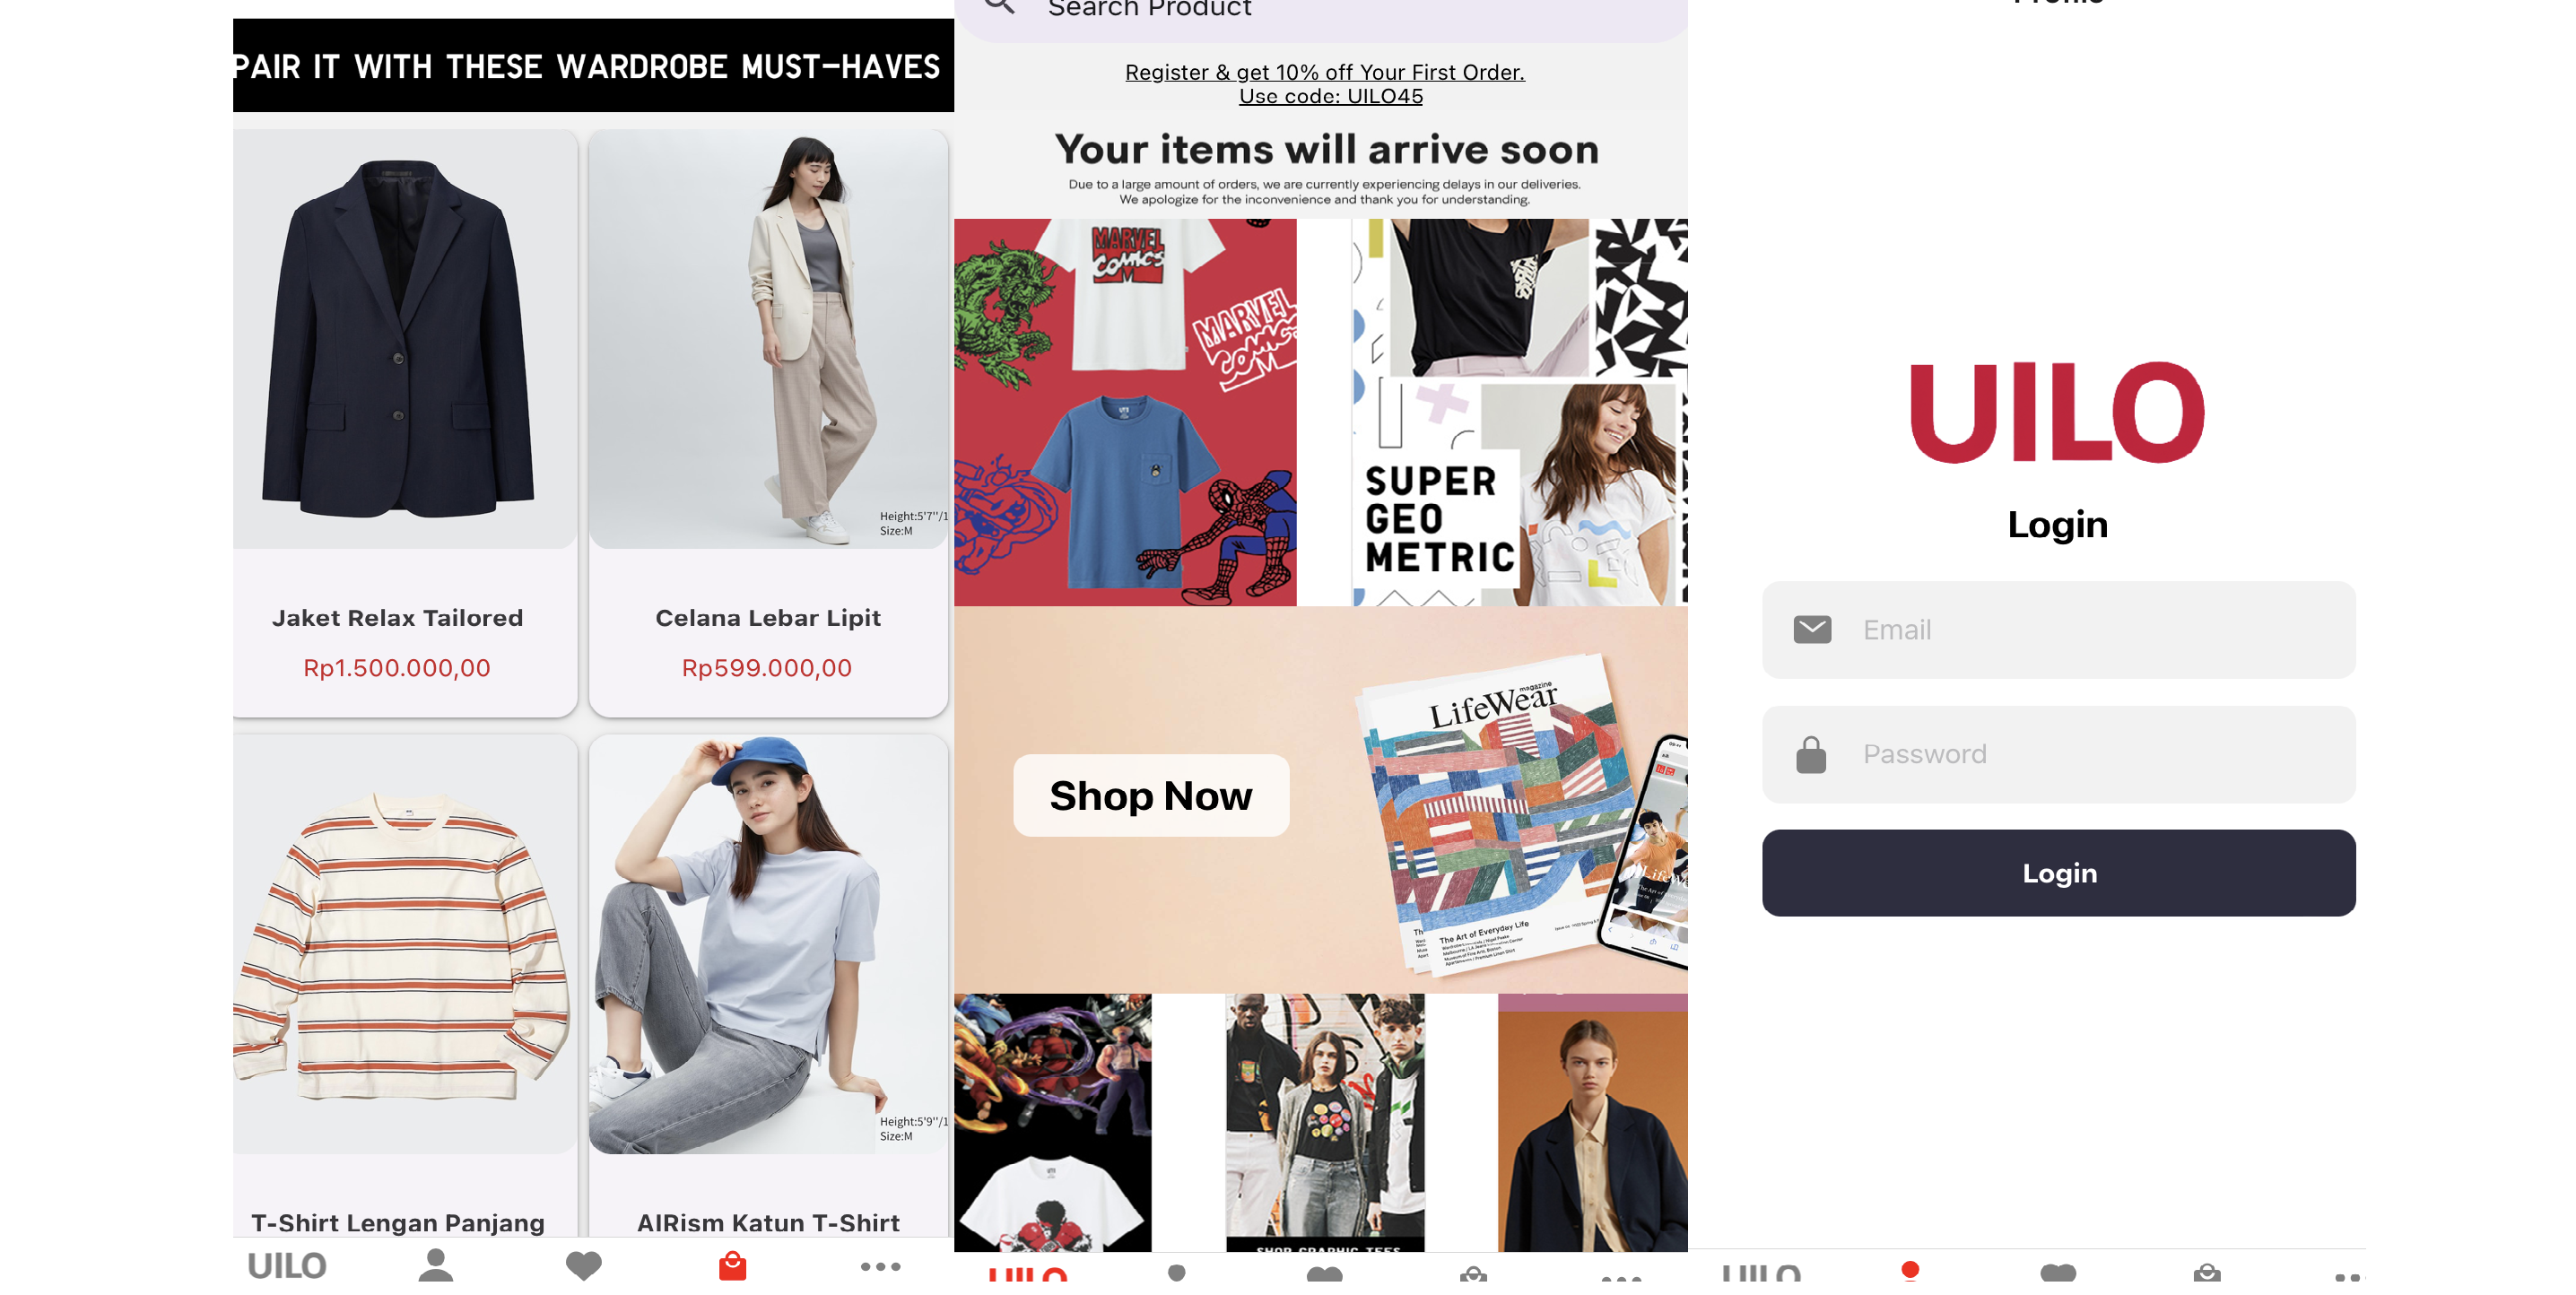 PAIR IT WITH THESE WARDROBE MUST-HAVES
Height:5'7"/1
Size:M
Jaket Relax Tailored
Rp1.500.000,00
Celana Lebar Lipit
Rp599.000,00
Height:5'9"/1
Size:M
T-Shirt Lengan Panjang
AIRism Katun T-Shirt
UILO
Search Product
Register & get 10% off Your First Order.
Use code: UILO45
Your items will arrive soon
Due to a large amount of orders, we are currently experiencing delays in our deliveries.
We apologize for the inconvenience and thank you for understanding.
MARVEL
COMICS
MARVEL
COMICS
SUPER
GEO
METRIC
Shop Now
LifeWear
magazine
The Art of Everyday Life
SHOP GRAPHIC TEES
UILO
Profile
UILO
Login
Email
Password
Login
UILO